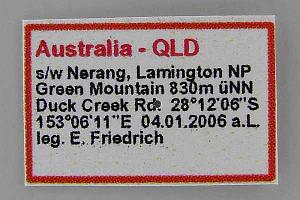 Australia - QLD
s/w Nerang, Lamington NP
Green Mountain 830m üNN
Duck Creek Rd. 28°12'06"S
153°06'11"E 04.01.2006 a.L.
leg. E. Friedrich